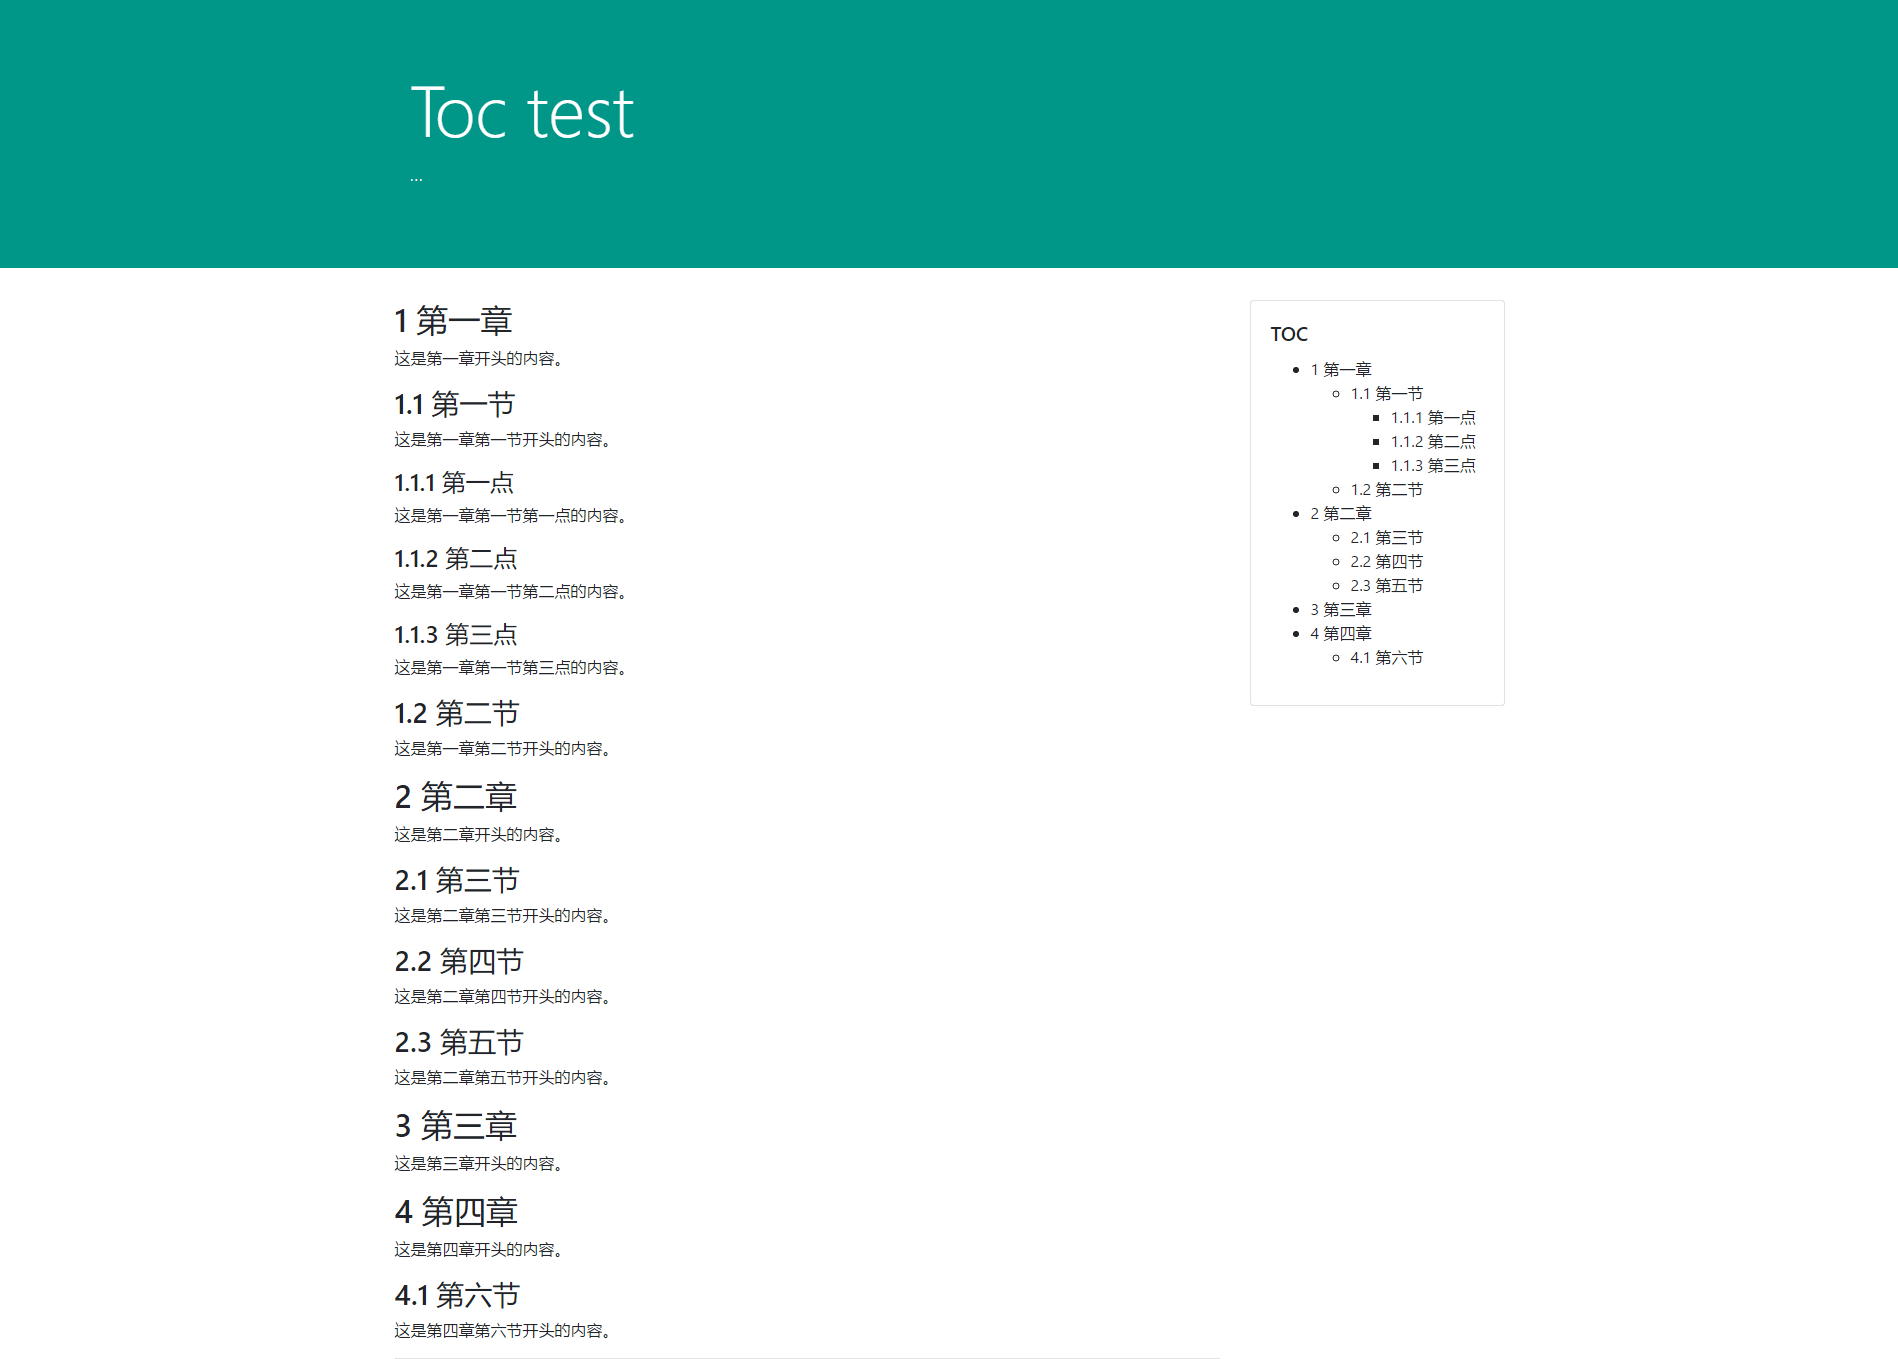 Toc test
...
1 第一章
这是第一章开头的内容。
1.1 第一节
这是第一章第一节开头的内容。
1.1.1 第一点
这是第一章第一节第一点的内容。
1.1.2 第二点
这是第一章第一节第二点的内容。
1.1.3 第三点
这是第一章第一节第三点的内容。
1.2 第二节
这是第一章第二节开头的内容。
2 第二章
这是第二章开头的内容。
2.1 第三节
这是第二章第三节开头的内容。
2.2 第四节
这是第二章第四节开头的内容。
2.3 第五节
这是第二章第五节开头的内容。
3 第三章
这是第三章开头的内容。
4 第四章
这是第四章开头的内容。
4.1 第六节
这是第四章第六节开头的内容。
TOC
1 第一章
1.1 第一节
1.1.1 第一点
1.1.2 第二点
1.1.3 第三点
1.2 第二节
2 第二章
2.1 第三节
2.2 第四节
2.3 第五节
3 第三章
4 第四章
4.1 第六节